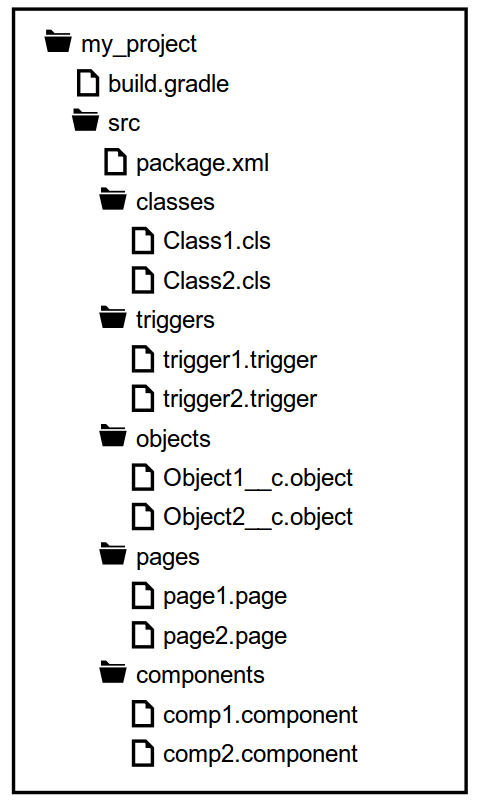 my_project
build.gradle
src
package.xml
classes
Class1.cls
Class2.cls
triggers
trigger1.trigger
trigger2.trigger
objects
Object1__c.object
Object2__c.object
pages
page1.page
page2.page
components
comp1.component
comp2.component